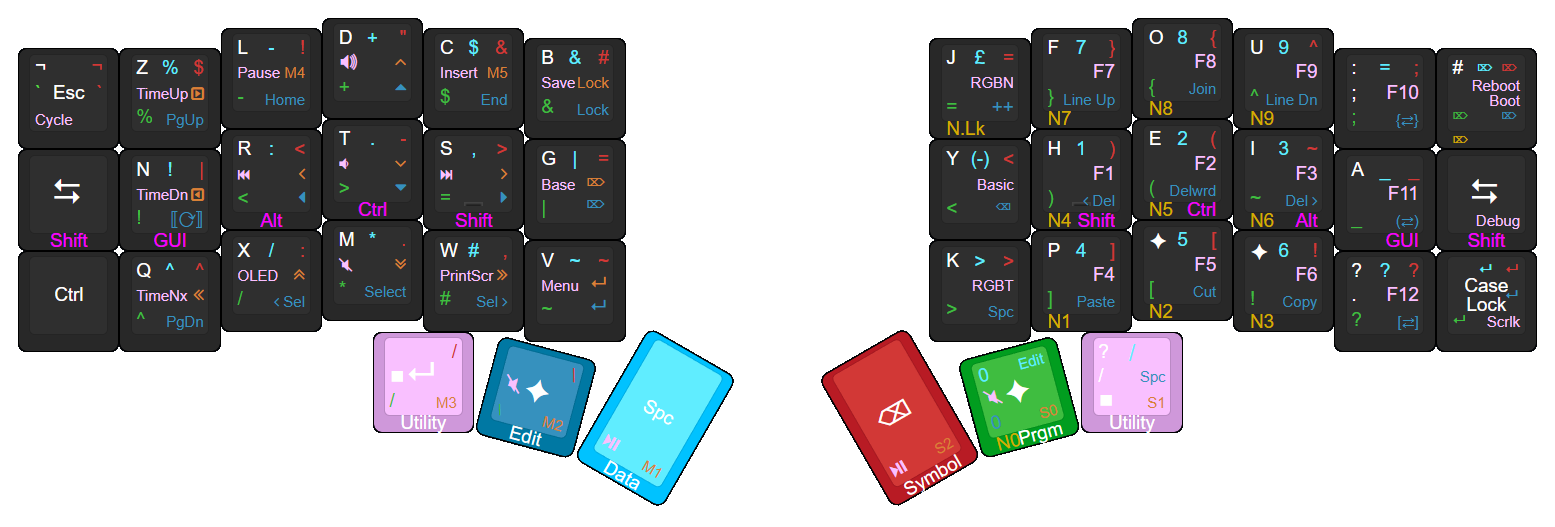 ¬ ¬
` Esc `
Cycle
Z % $
TimeUp
% PgUp
L - !
Pause M4
- Home
D + "
^
+
C $ &
Insert M5
$ End
B & #
Save Lock
& Lock
J £ =
RGBN
= ++
N.Lk
F 7 }
F7
} Line Up
N7
O 8 {
F8
{ Join
N8
U 9 ^
F9
^ Line Dn
N9
: = ;
; F10
; {⇄}
# ⌦ ⌦
Reboot
Boot
⌦ ⌦
⌦
⇆
Shift
N ! |
TimeDn
! [⟳]
GUI
R : <
⏮ <
<
Alt
T . -
>
Ctrl
S , >
⏭ >
=
Shift
G | =
Base ⌦
| ⌦
Y (-) <
Basic
< ⌫
H 1 )
F1
) < Del
N4 Shift
E 2 (
F2
( Delwrd
N5 Ctrl
I 3 ~
F3
~ Del >
N6 Alt
A _ _
F11
_ (⇄)
GUI
⇆
Debug
Shift
Ctrl
Q ^ ^
TimeNx «
^ PgDn
X / :
OLED
/ < Sel
M * .
* Select
W # ,
PrintScr »
# Sel >
V ~ ~
Menu ↵
~ ↵
K > >
RGBT
> Spc
P 4 ]
F4
] Paste
N1
✦ 5 [
F5
[ Cut
N2
✦ 6 !
F6
! Copy
N3
? ? ?
. F12
? [⇄]
↵ ↵
Case
Lock ↵
↵ Scrlk
/
■ ↵
/ M3
Utility
|
✦
| M2
Edit
Spc
⏯ M1
Data
⌫
⏯ S2
Symbol
0 Edit
✦
0 S0
N0 Prgm
? /
/ Spc
■ S1
Utility